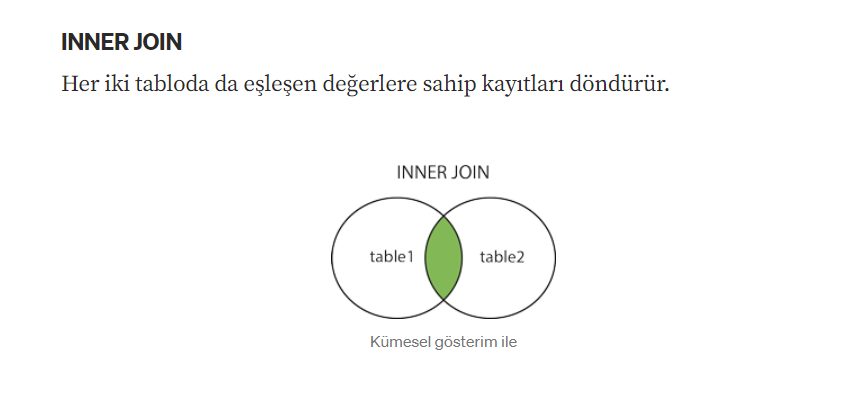 INNER JOIN
Her iki tabloda da eşleşen değerlere sahip kayıtları döndürür.
INNER JOIN
table1
table2
Kümesel gösterim ile